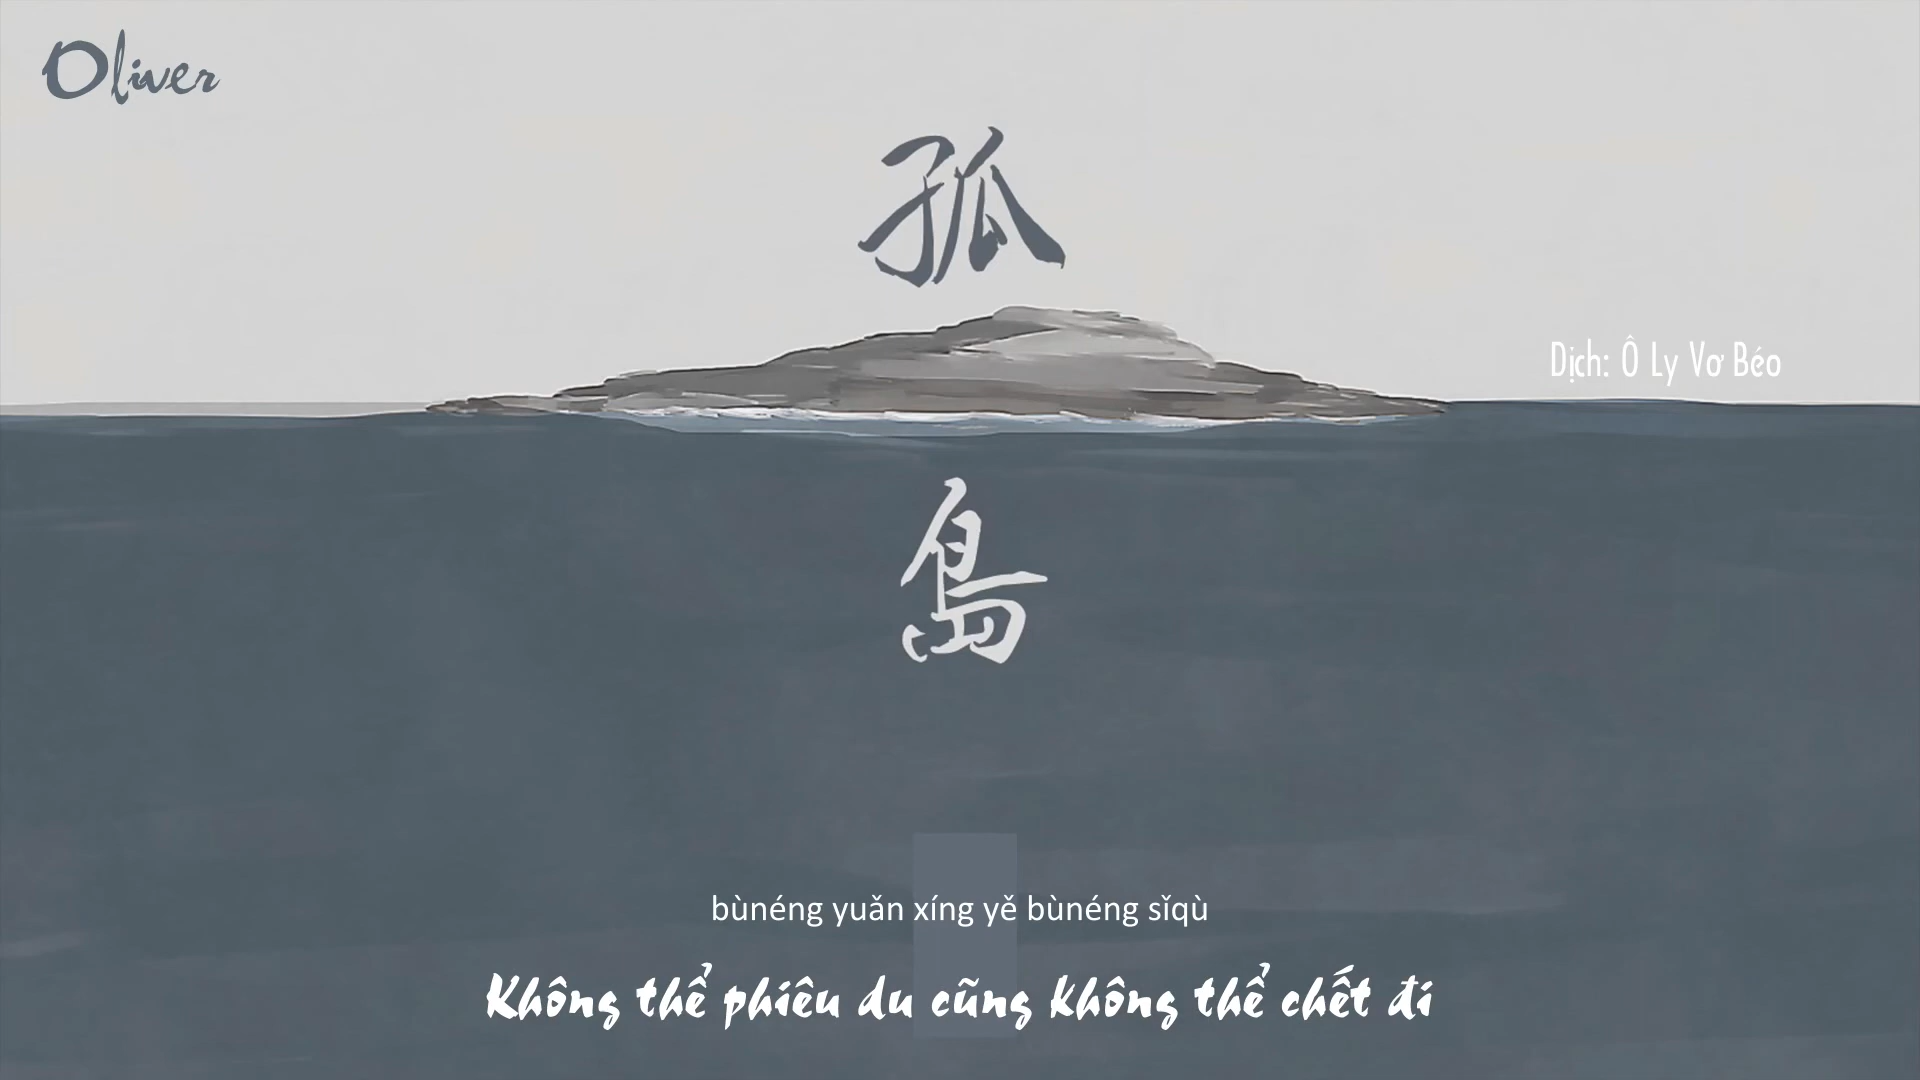 Oliver
孤
Dịch: Ô Ly Vơ Béo
島
bùnéng yuǎn xíng yě bùnéng sǐqù
Không thể phiêu du cũng không thể chết đi